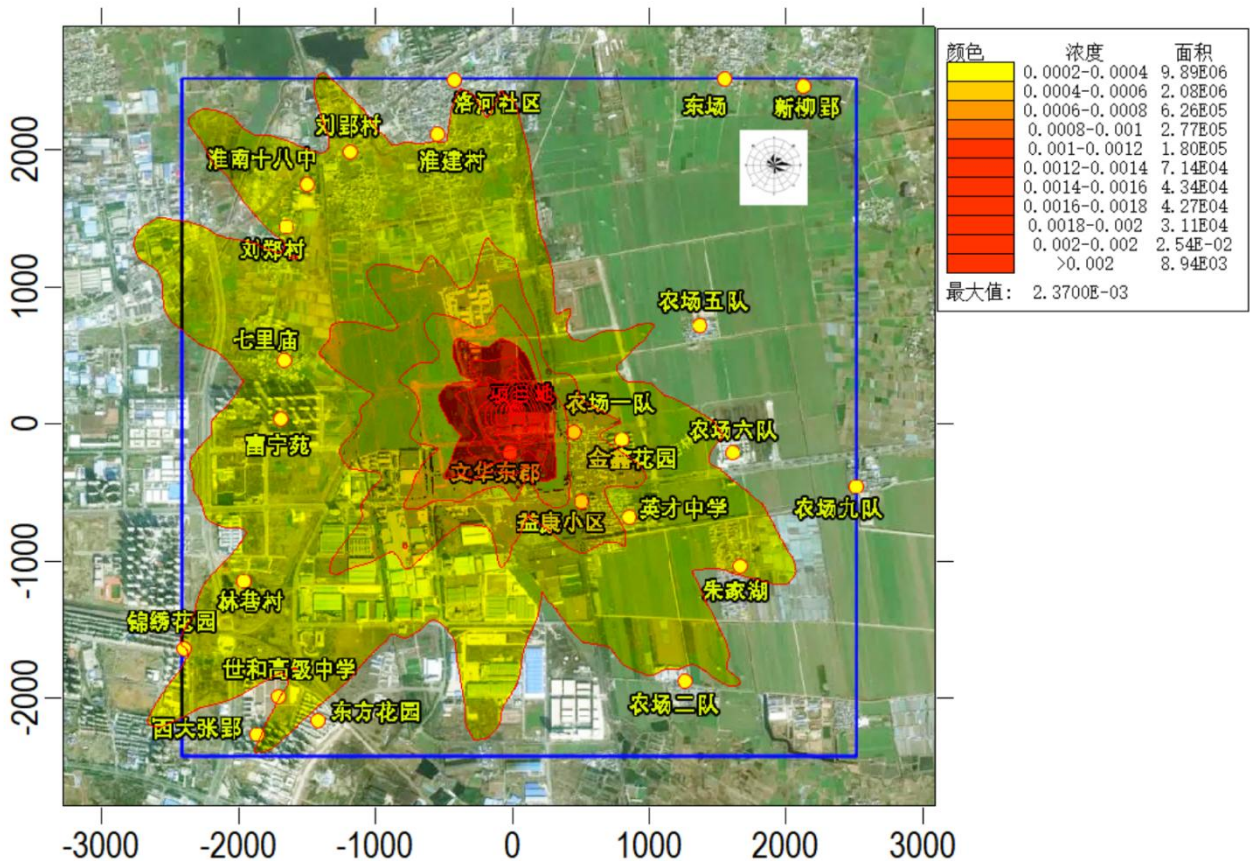 颜色 浓度 面积
0.0002-0.0004 9.89E06
0.0004-0.0006 2.08E06
0.0006-0.0008 6.26E05
0.0008-0.001 2.77E05
0.001-0.0012 1.80E05
0.0012-0.0014 7.14E04
0.0014-0.0016 4.34E04
0.0016-0.0018 4.27E04
0.0018-0.002 3.11E04
0.002-0.002 2.54E-02
>0.002 8.94E03
最大值: 2.3700E-03
洛河社区
东场
新柳郢
刘郢村
淮南十八中
淮建村
刘郑村
农场五队
七里庙
项目地
农场一队
富宁苑
农场六队
金鑫花园
文华东郡
农场九队
英才中学
益康小区
朱家湖
林巷村
锦绣花园
世和高级中学
农场二队
东方花园
西大张郢
2000
1000
0
-1000
-2000
-3000 -2000 -1000 0 1000 2000 3000